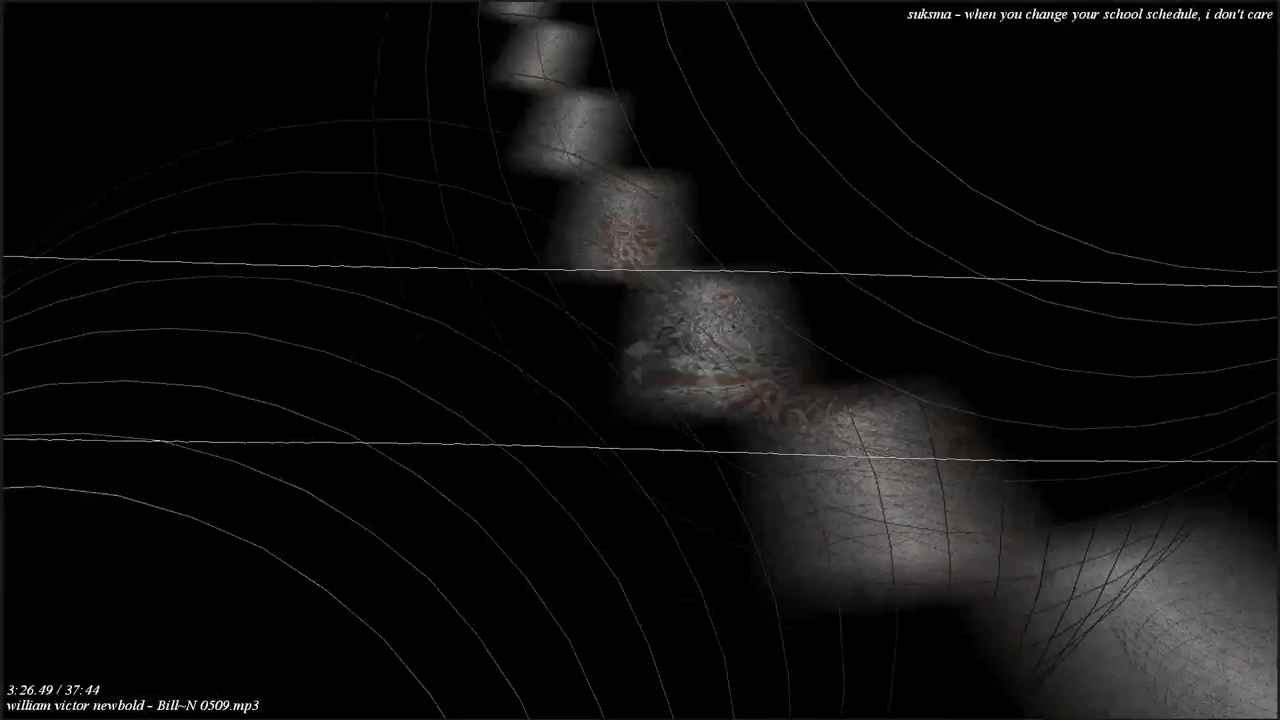 suksma - when you change your school schedule, i don't care
3:26.49 / 37:44
william victor newbold - Bill~N 0509.mp3